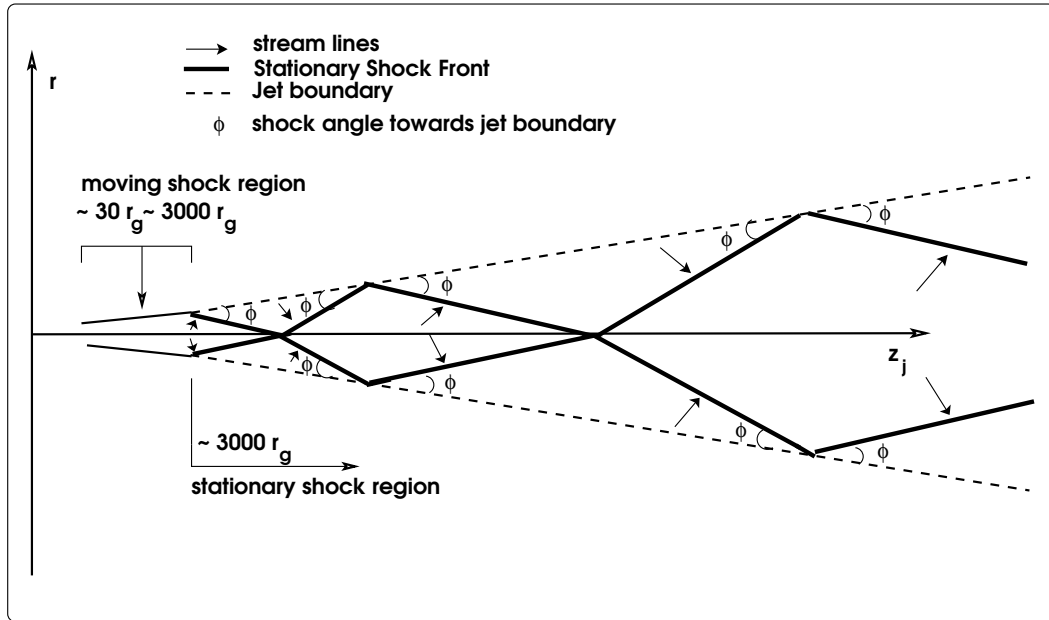 r
stream lines
Stationary Shock Front
Jet boundary
ϕ shock angle towards jet boundary
moving shock region
~ 30 r_g ~ 3000 r_g
ϕ ϕ ϕ ϕ ϕ
ϕ ϕ ϕ ϕ
z_j
~ 3000 r_g
stationary shock region